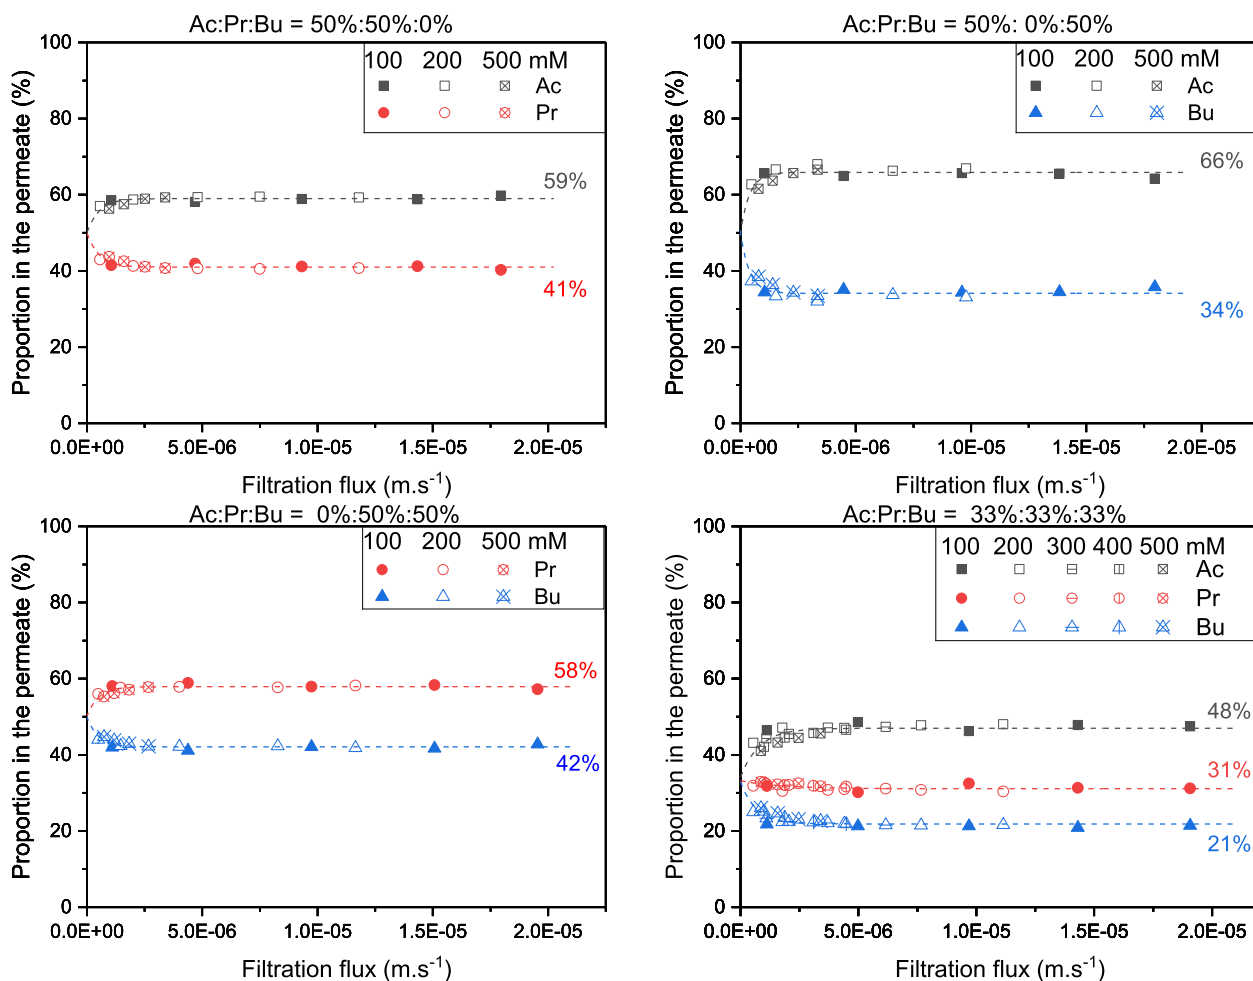 Ac:Pr:Bu = 50%:50%:0%
100 200 500 mM
Ac
Pr
Proportion in the permeate (%)
100
80
60
40
20
0
59%
41%
0.0E+00 5.0E-06 1.0E-05 1.5E-05 2.0E-05
Filtration flux (m.s⁻¹)
Ac:Pr:Bu = 50%: 0%:50%
100 200 500 mM
Ac
Bu
Proportion in the permeate (%)
100
80
60
40
20
0
66%
34%
0.0E+00 5.0E-06 1.0E-05 1.5E-05 2.0E-05
Filtration flux (m.s⁻¹)
Ac:Pr:Bu = 0%:50%:50%
100 200 500 mM
Pr
Bu
Proportion in the permeate (%)
100
80
60
40
20
0
58%
42%
0.0E+00 5.0E-06 1.0E-05 1.5E-05 2.0E-05
Filtration flux (m.s⁻¹)
Ac:Pr:Bu = 33%:33%:33%
100 200 300 400 500 mM
Ac
Pr
Bu
Proportion in the permeate (%)
100
80
60
40
20
0
48%
31%
21%
0.0E+00 5.0E-06 1.0E-05 1.5E-05 2.0E-05
Filtration flux (m.s⁻¹)